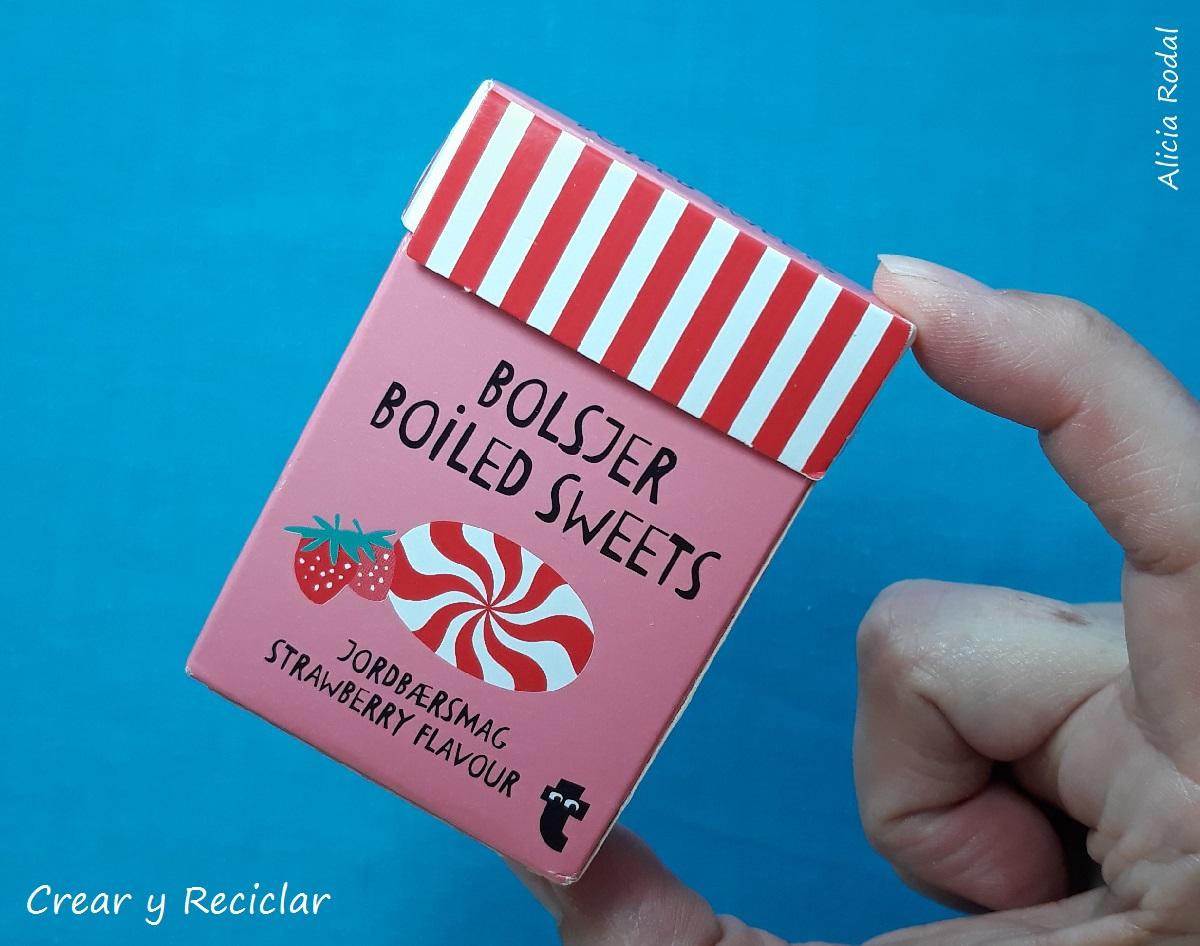 Alicia Rodal
BOLSJER
BOiLED SWEETS
JORDBÆRSMAG
STRAWBERRY FLAVOUR
t
Crear y Reciclar